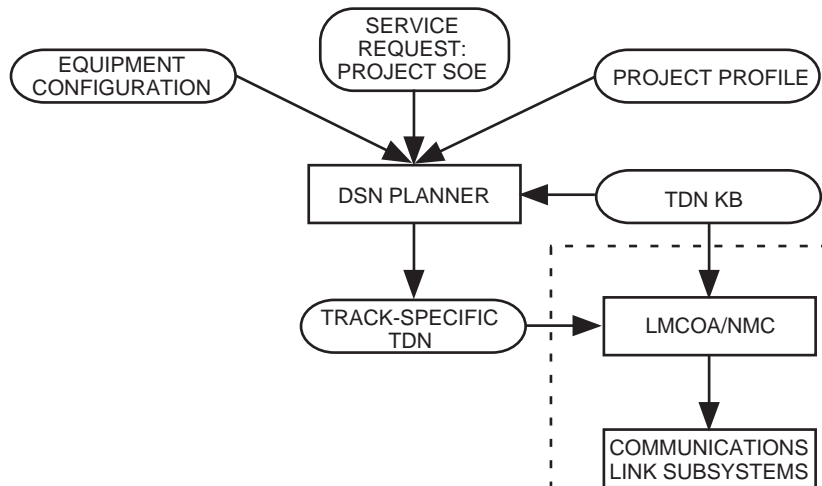 SERVICE
REQUEST:
PROJECT SOE
EQUIPMENT
CONFIGURATION
PROJECT PROFILE
DSN PLANNER
TDN KB
TRACK-SPECIFIC
TDN
LMCOA/NMC
COMMUNICATIONS
LINK SUBSYSTEMS